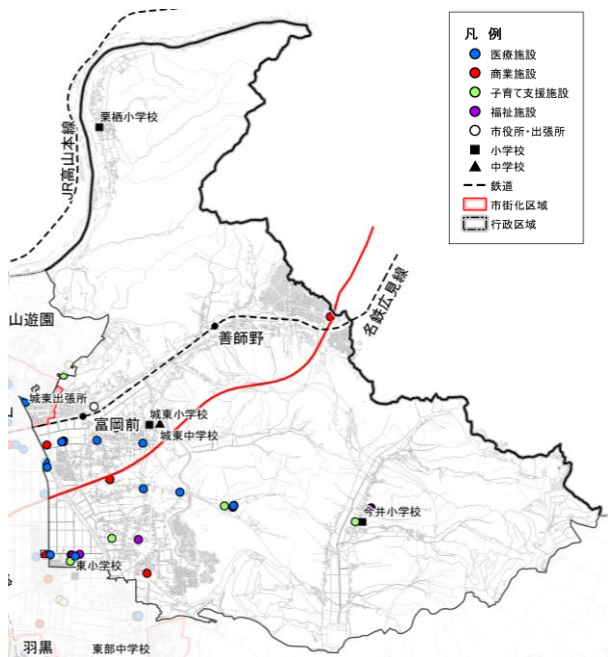 凡 例
医療施設
商業施設
子育て支援施設
福祉施設
市役所・出張所
小学校
中学校
鉄道
市街化区域
行政区域
栗栖小学校
JR高山本線
名鉄広見線
山遊園
善師野
城東出張所
富岡前
城東小学校
城東中学校
今井小学校
東小学校
羽黒
東部中学校